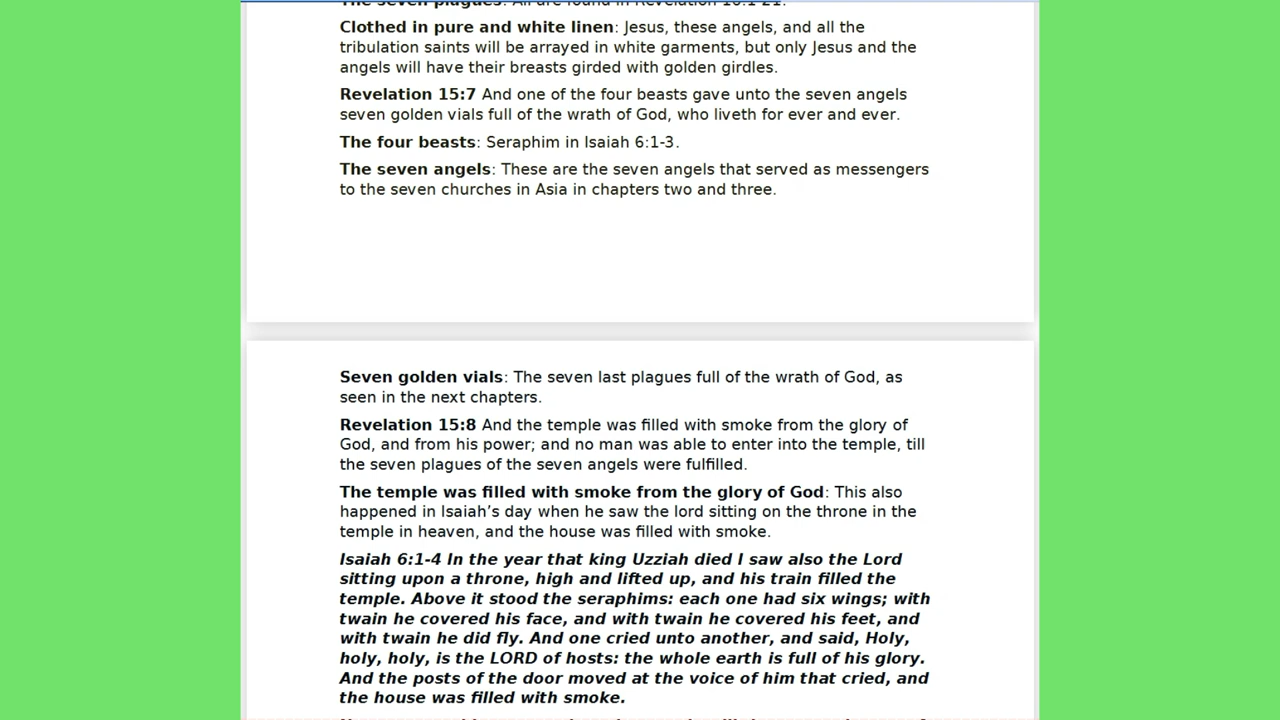 The seven plagues: All are found in Revelation 16:1-21.
Clothed in pure and white linen: Jesus, these angels, and all the
tribulation saints will be arrayed in white garments, but only Jesus and the
angels will have their breasts girded with golden girdles.
Revelation 15:7 And one of the four beasts gave unto the seven angels
seven golden vials full of the wrath of God, who liveth for ever and ever.
The four beasts: Seraphim in Isaiah 6:1-3.
The seven angels: These are the seven angels that served as messengers
to the seven churches in Asia in chapters two and three.
Seven golden vials: The seven last plagues full of the wrath of God, as
seen in the next chapters.
Revelation 15:8 And the temple was filled with smoke from the glory of
God, and from his power; and no man was able to enter into the temple, till
the seven plagues of the seven angels were fulfilled.
The temple was filled with smoke from the glory of God: This also
happened in Isaiah’s day when he saw the lord sitting on the throne in the
temple in heaven, and the house was filled with smoke.
Isaiah 6:1-4 In the year that king Uzziah died I saw also the Lord
sitting upon a throne, high and lifted up, and his train filled the
temple. Above it stood the seraphims: each one had six wings; with
twain he covered his face, and with twain he covered his feet, and
with twain he did fly. And one cried unto another, and said, Holy,
holy, holy, is the LORD of hosts: the whole earth is full of his glory.
And the posts of the door moved at the voice of him that cried, and
the house was filled with smoke.